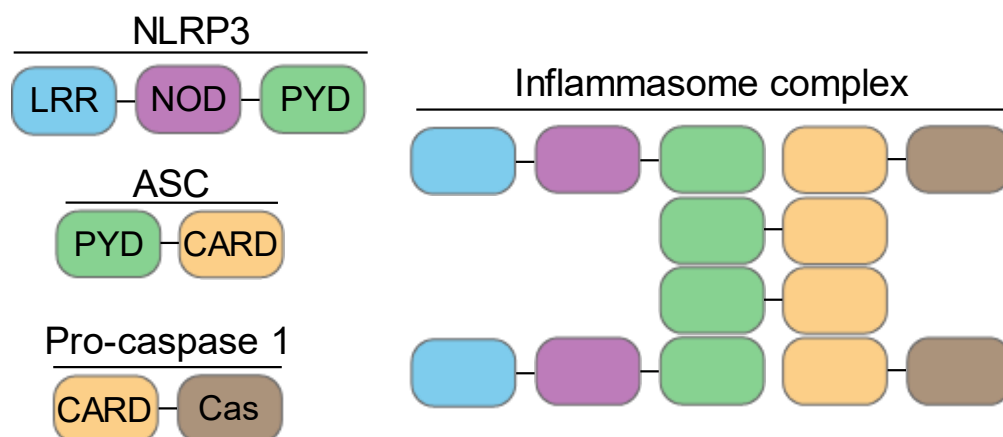 NLRP3
LRR NOD PYD
ASC
PYD CARD
Pro-caspase 1
CARD Cas
Inflammasome complex